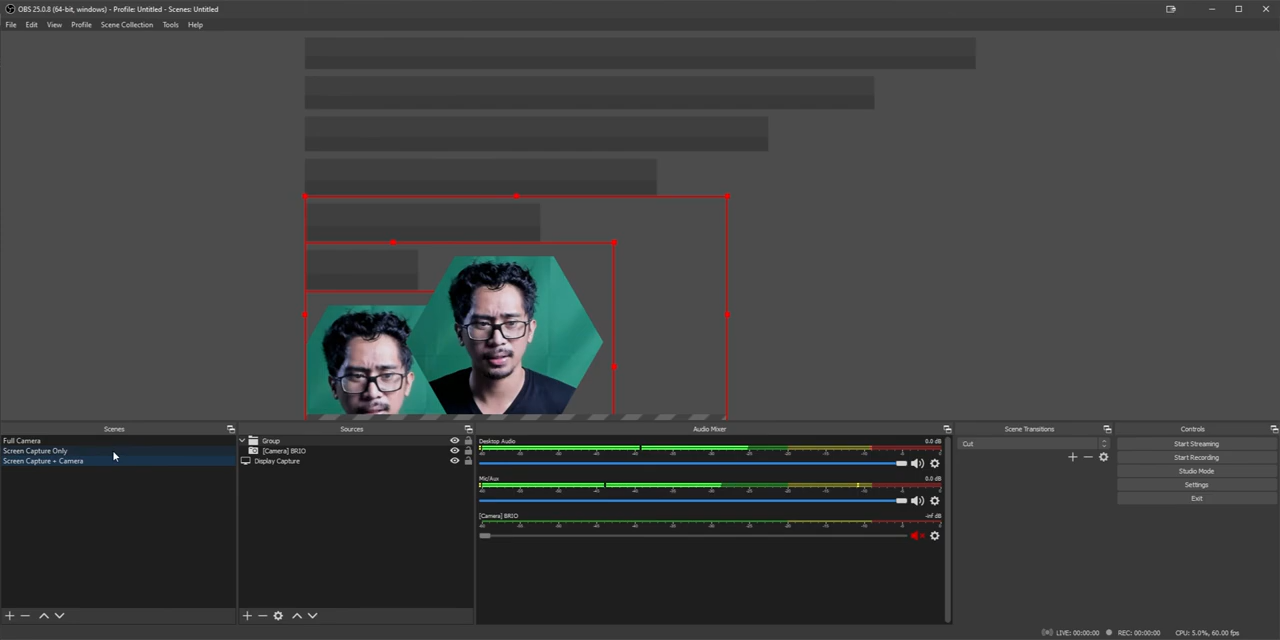 OBS 25.0.8 (64-bit, windows) - Profile: Untitled - Scenes: Untitled
File Edit View Profile Scene Collection Tools Help
Scenes
Full Camera
Screen Capture Only
Screen Capture + Camera
Sources
Group
[Camera] BRIO
Display Capture
Audio Mixer
Desktop Audio 0.0 dB
Mic/Aux 0.0 dB
[Camera] BRIO -inf dB
Scene Transitions
Cut
Controls
Start Streaming
Start Recording
Studio Mode
Settings
Exit
LIVE: 00:00:00 REC: 00:00:00 CPU: 5.0%, 60.00 fps